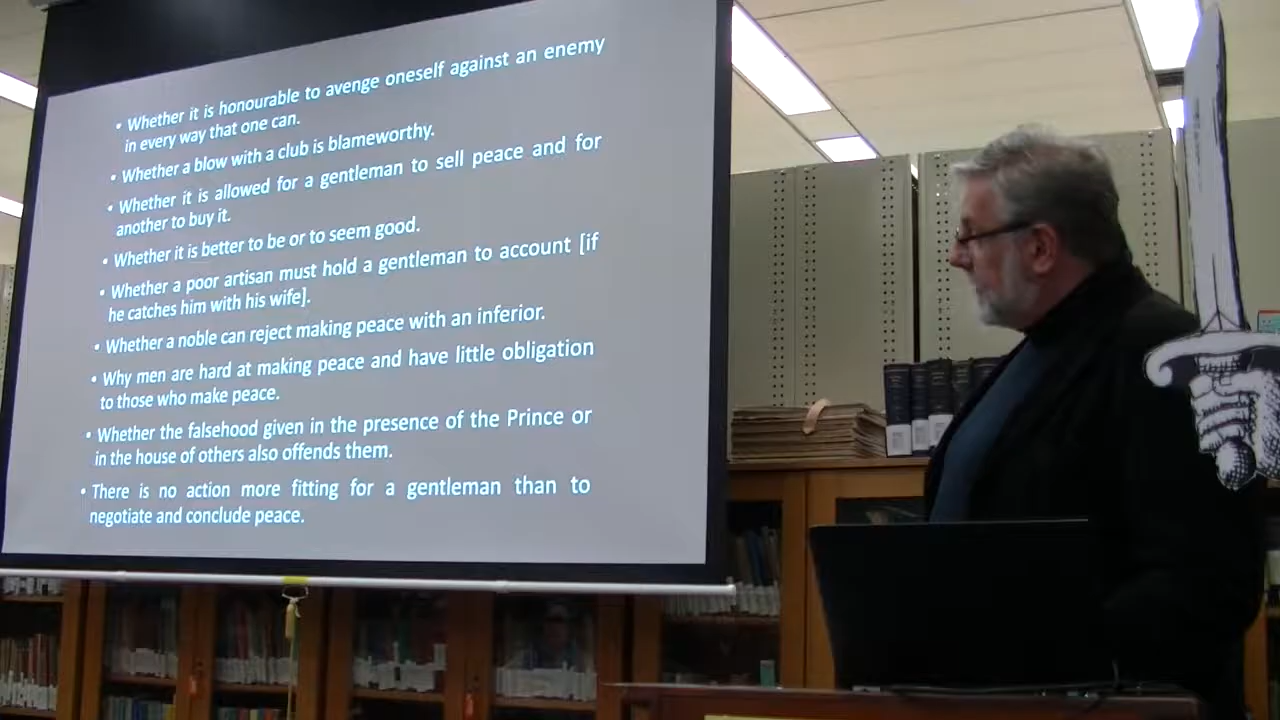 • Whether it is honourable to avenge oneself against an enemy
in every way that one can.
• Whether a blow with a club is blameworthy.
• Whether it is allowed for a gentleman to sell peace and for
another to buy it.
• Whether it is better to be or to seem good.
• Whether a poor artisan must hold a gentleman to account [if
he catches him with his wife].
• Whether a noble can reject making peace with an inferior.
• Why men are hard at making peace and have little obligation
to those who make peace.
• Whether the falsehood given in the presence of the Prince or
in the house of others also offends them.
• There is no action more fitting for a gentleman than to
negotiate and conclude peace.